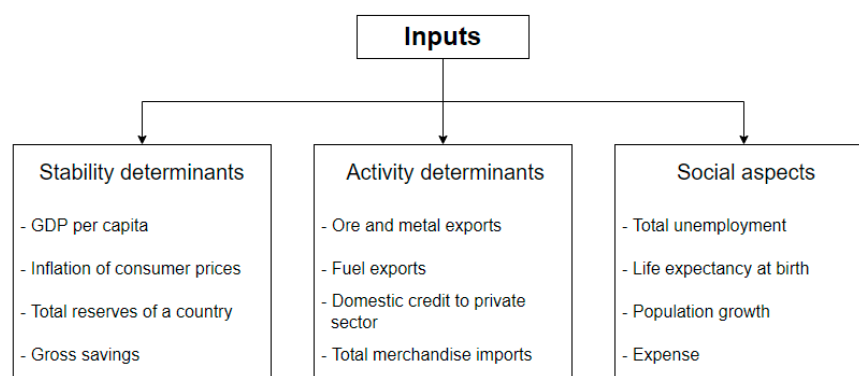 Inputs
Stability determinants
- GDP per capita
- Inflation of consumer prices
- Total reserves of a country
- Gross savings
Activity determinants
- Ore and metal exports
- Fuel exports
- Domestic credit to private
sector
- Total merchandise imports
Social aspects
- Total unemployment
- Life expectancy at birth
- Population growth
- Expense